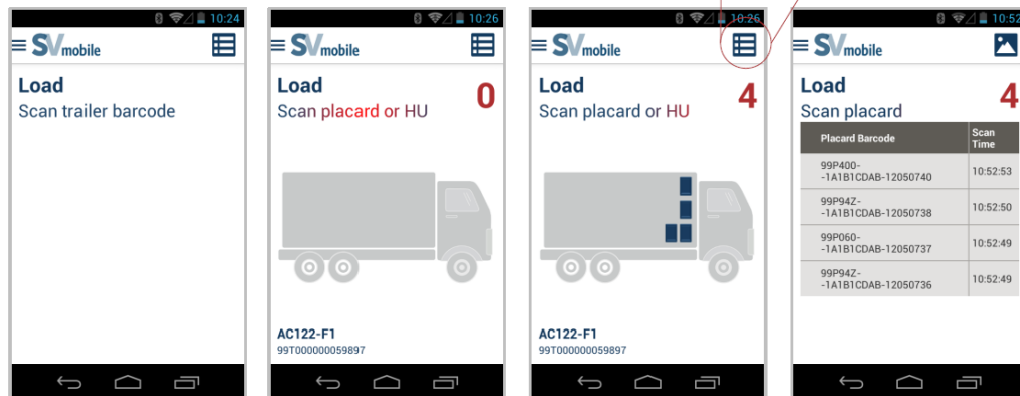 10:24
SVmobile
Load
Scan trailer barcode
10:26
SVmobile
Load
0
Scan placard or HU
AC122-F1
99T000000059897
10:26
SVmobile
Load
4
Scan placard or HU
AC122-F1
99T000000059897
10:52
SVmobile
Load
4
Scan placard
Placard Barcode
Scan
Time
99P400-
-1A1B1CDAB-12050740
10:52:53
99P94Z-
-1A1B1CDAB-12050738
10:52:50
99P060-
-1A1B1CDAB-12050737
10:52:49
99P94Z-
-1A1B1CDAB-12050736
10:52:49